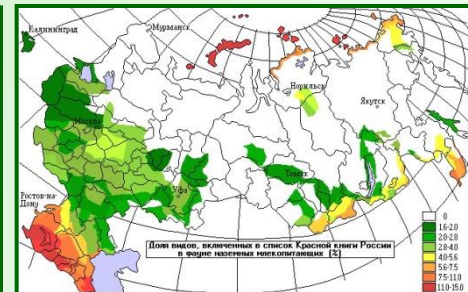 Калининград
Мурманск
Норильск
Якутск
Москва
Уфа
Томск
Ростов-на-
Дону
Доля видов, включенных в список Красной книги России
в фауне наземных млекопитающих (%)
0
1.6-2.0
2.0-2.8
2.8-4.0
4.0-5.6
5.6-7.5
7.5-11.0
11.0-15.0